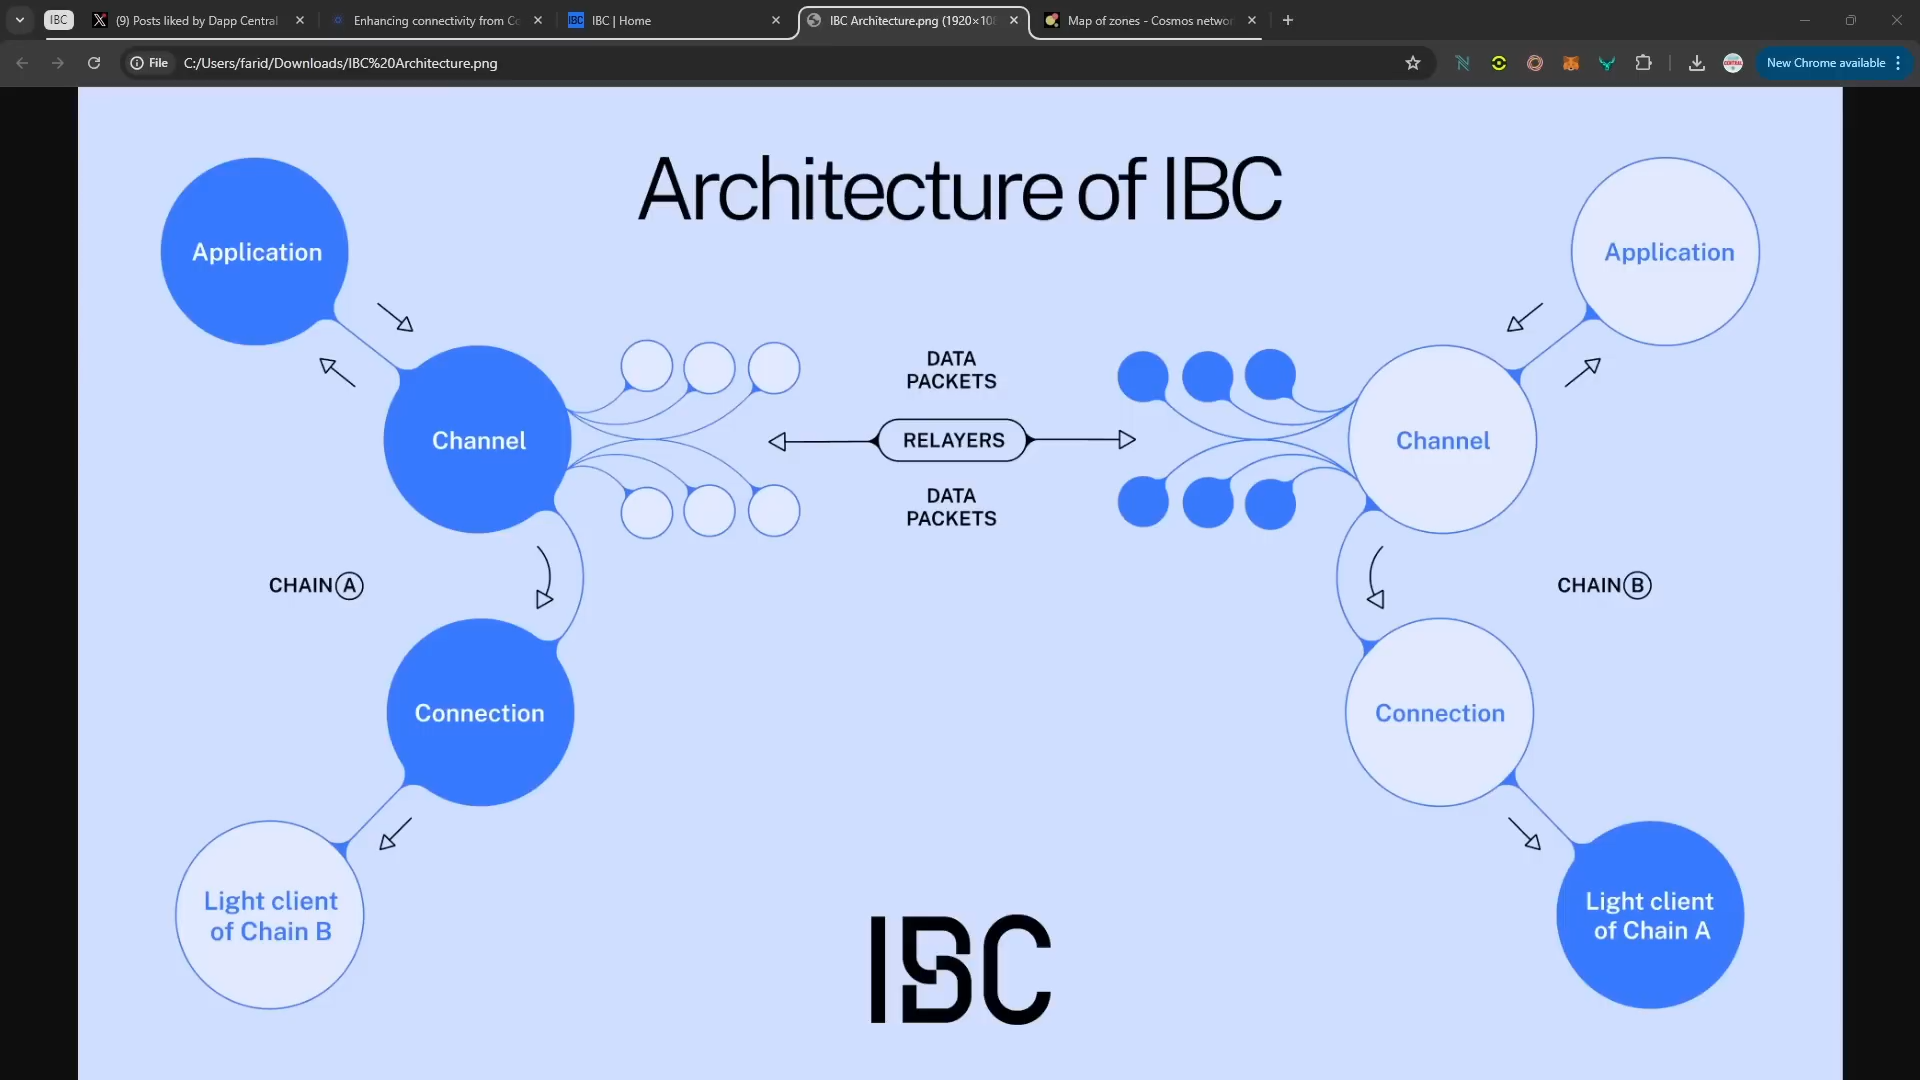 IBC
(9) Posts liked by Dapp Central
Enhancing connectivity from Co
IBC
IBC | Home
IBC Architecture.png (1920×108
Map of zones - Cosmos networ
File
C:/Users/farid/Downloads/IBC%20Architecture.png
New Chrome available
Architecture of IBC
Application
Application
DATA
PACKETS
Channel
RELAYERS
Channel
DATA
PACKETS
CHAIN A
CHAIN B
Connection
Connection
Light client
of Chain B
Light client
of Chain A
IBC